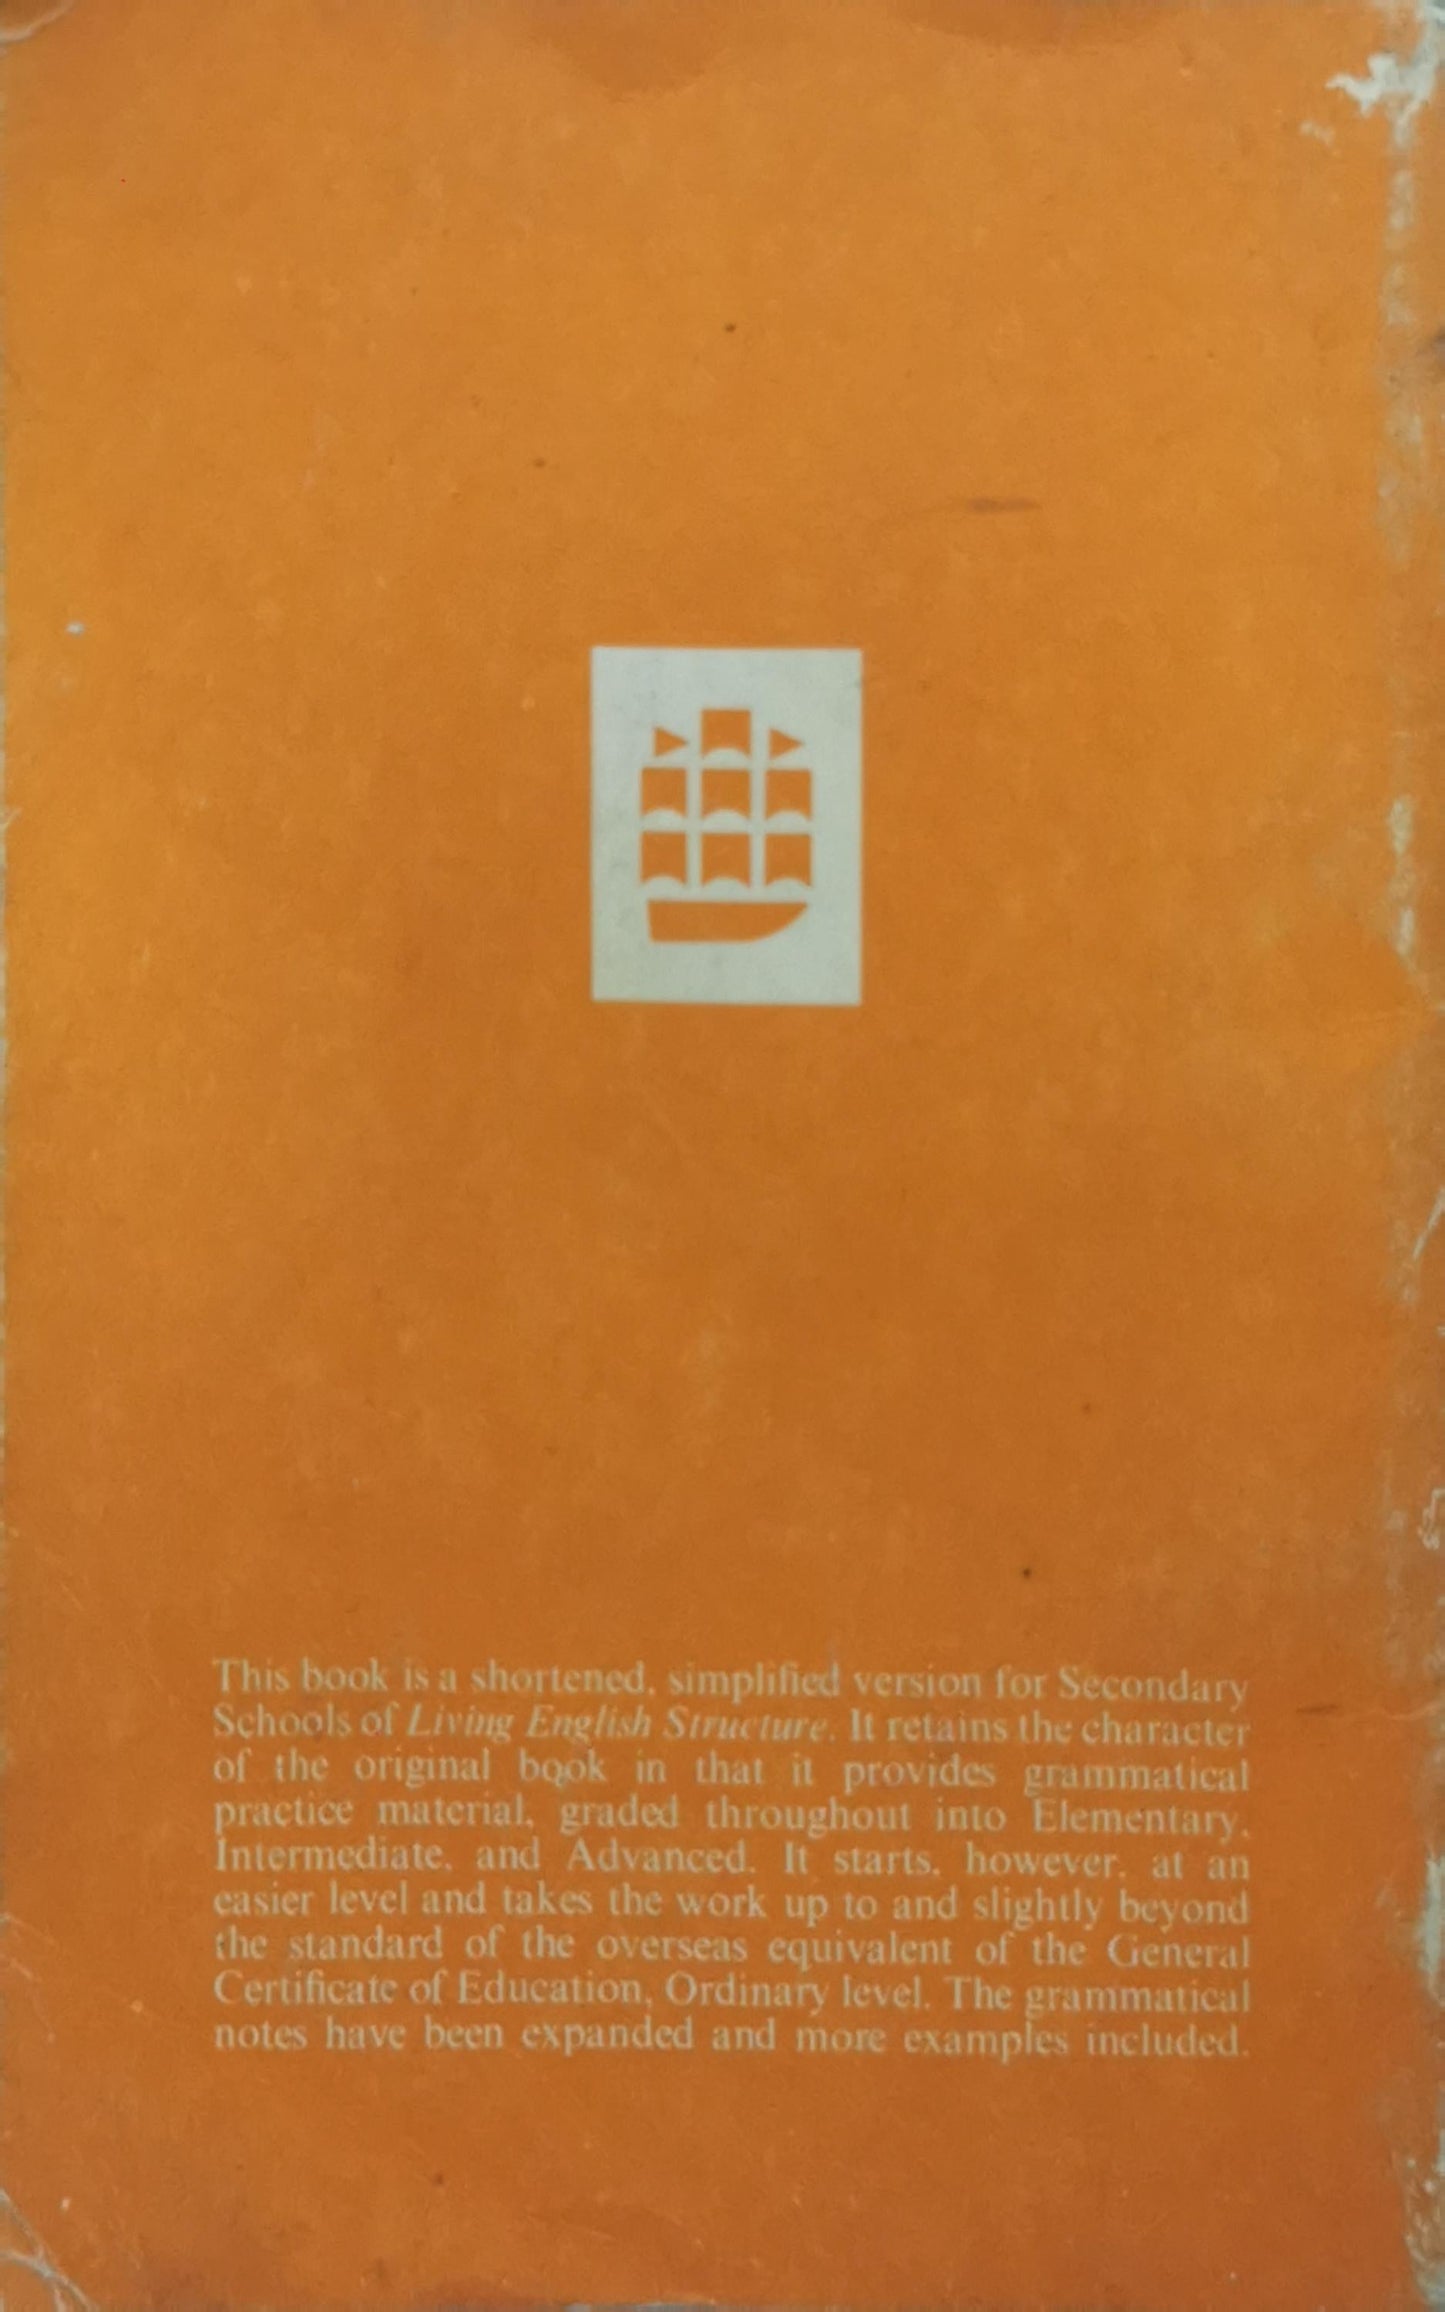 This book is a shortened, simplified version for Secondary
Schools of Living English Structure. It retains the character
of the original book in that it provides grammatical
practice material, graded throughout into Elementary,
Intermediate, and Advanced. It starts, however, at an
easier level and takes the work up to and slightly beyond
the standard of the overseas equivalent of the General
Certificate of Education, Ordinary level. The grammatical
notes have been expanded and more examples included.